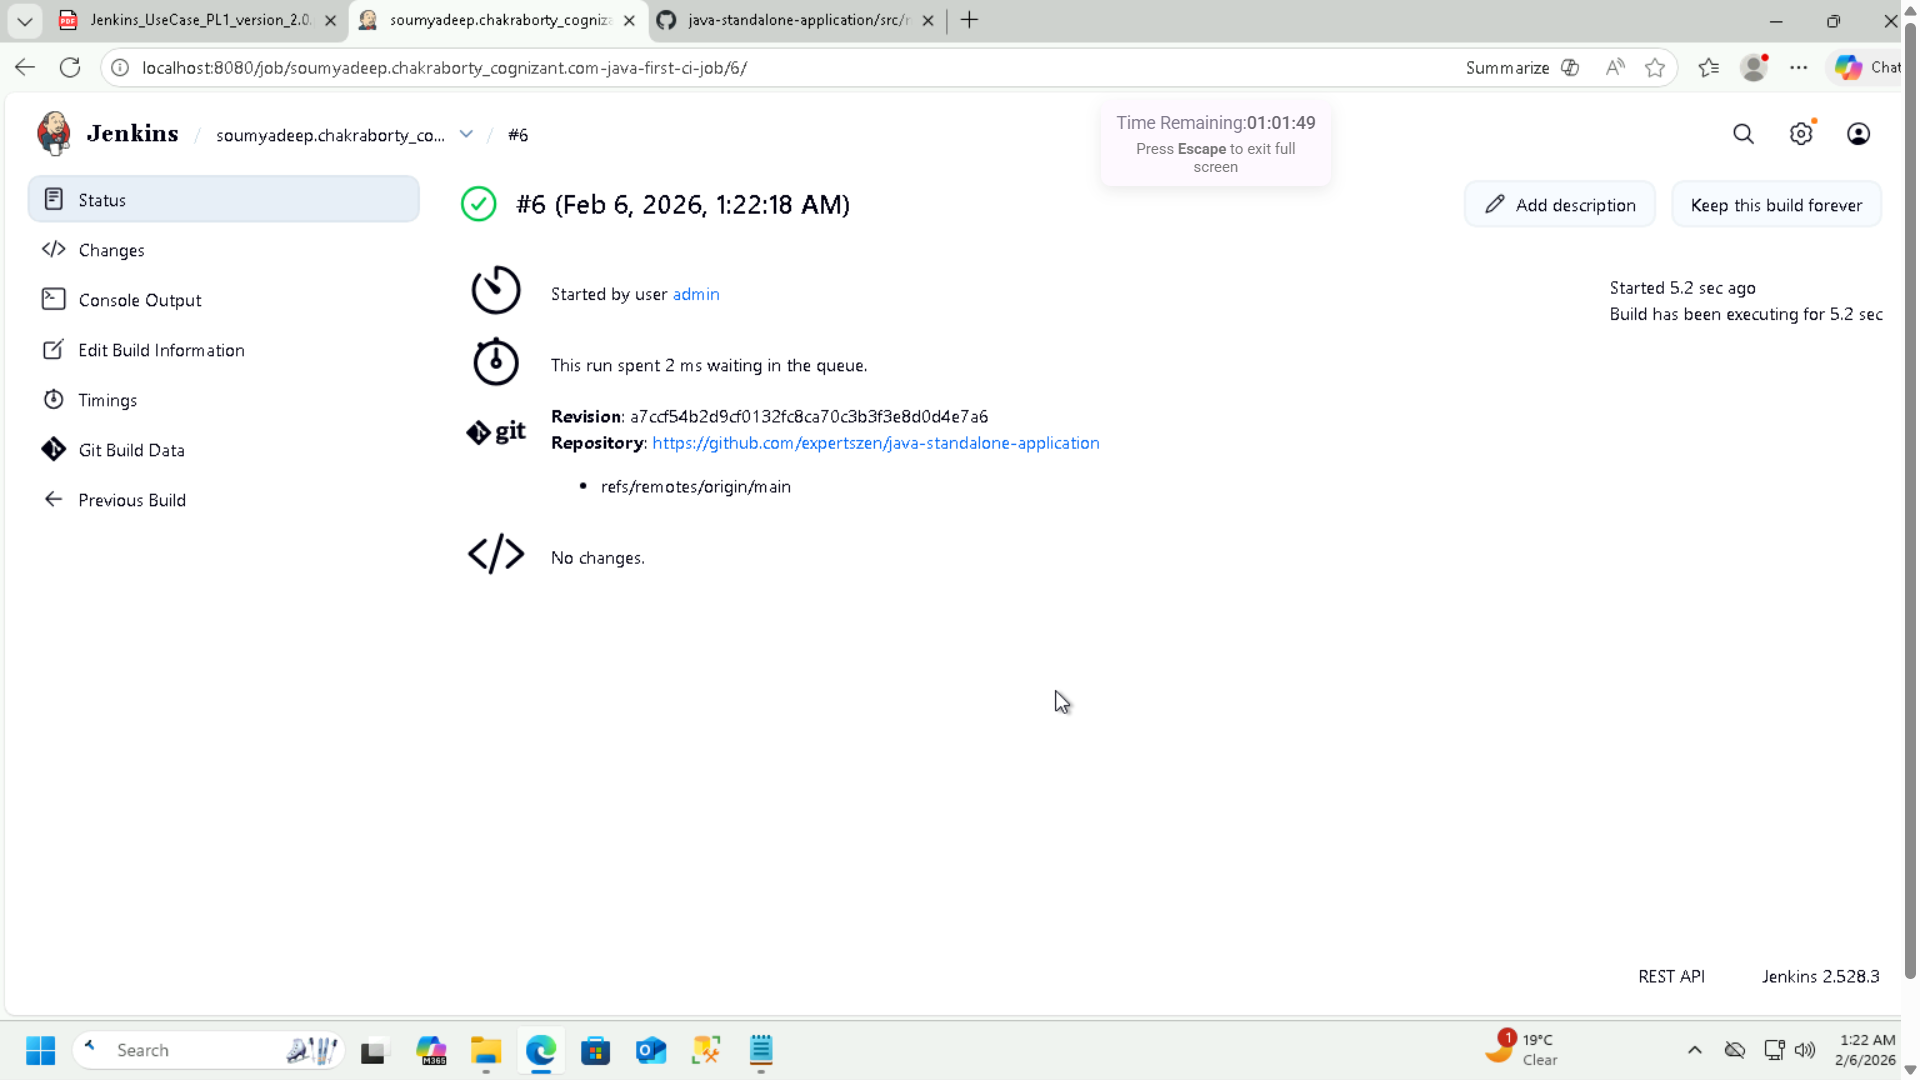 Jenkins_UseCase_PL1_version_2.0.
soumyadeep.chakraborty_cogniza
java-standalone-application/src/r
localhost:8080/job/soumyadeep.chakraborty_cognizant.com-java-first-ci-job/6/
Summarize
Chat
Jenkins / soumyadeep.chakraborty_co... / #6
Time Remaining:01:01:49
Press Escape to exit full
screen
Status
Changes
Console Output
Edit Build Information
Timings
Git Build Data
Previous Build
#6 (Feb 6, 2026, 1:22:18 AM)
Add description
Keep this build forever
Started by user admin
Started 5.2 sec ago
Build has been executing for 5.2 sec
This run spent 2 ms waiting in the queue.
git
Revision: a7ccf54b2d9cf0132fc8ca70c3b3f3e8d0d4e7a6
Repository: https://github.com/expertszen/java-standalone-application
• refs/remotes/origin/main
No changes.
REST API
Jenkins 2.528.3
Search
M365
1
19°C
Clear
1:22 AM
2/6/2026